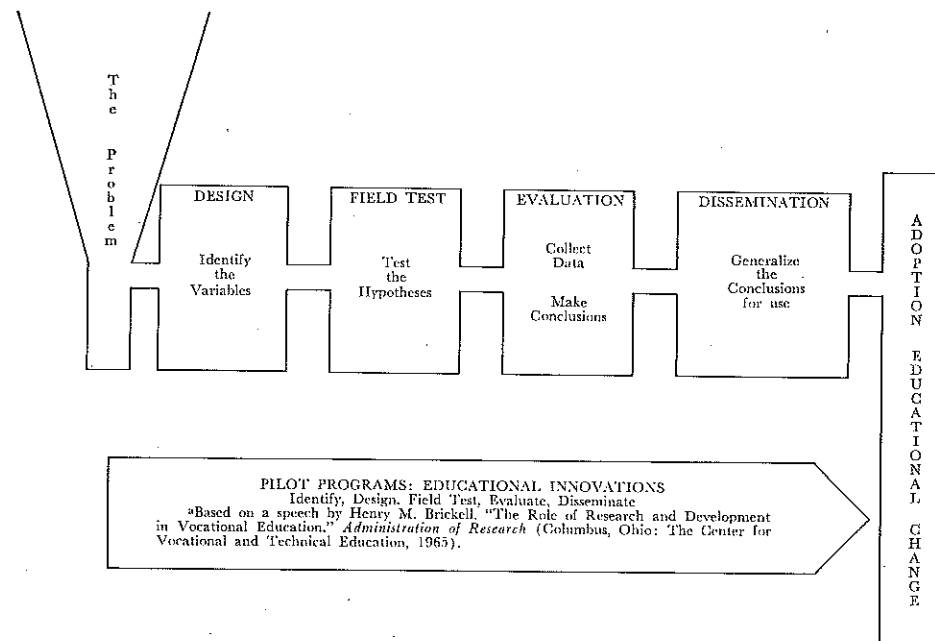 The Problem
DESIGN
Identify
the
Variables
FIELD TEST
Test
the
Hypotheses
EVALUATION
Collect
Data
Make
Conclusions
DISSEMINATION
Generalize
the
Conclusions
for use
ADOPTION EDUCATIONAL CHANGE
PILOT PROGRAMS: EDUCATIONAL INNOVATIONS
Identify, Design, Field Test, Evaluate, Disseminate
ªBased on a speech by Henry M. Brickell. "The Role of Research and Development
in Vocational Education." Administration of Research (Columbus, Ohio: The Center for
Vocational and Technical Education, 1965).